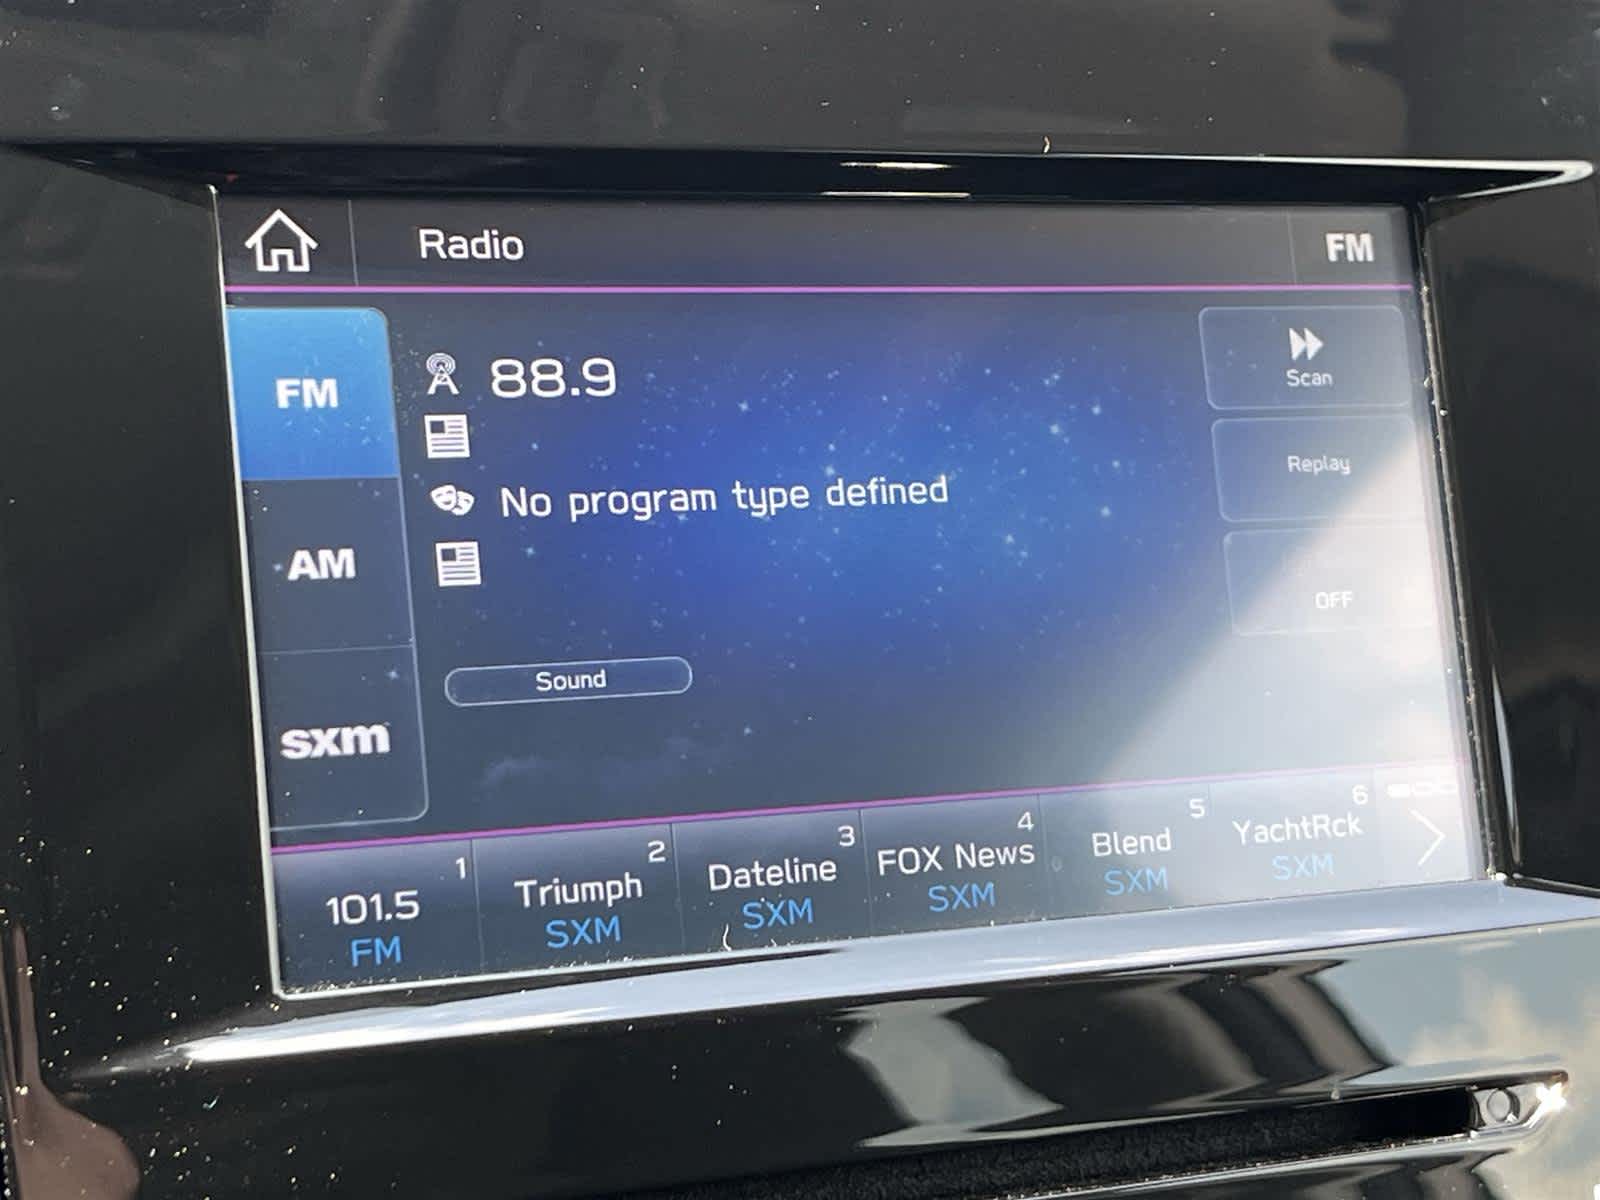 Radio
FM
FM
88.9
Scan
AM
No program type defined
Replay
OFF
sxm
Sound
1
101.5
FM
2
Triumph
SXM
3
Dateline
SXM
4
FOX News
SXM
5
Blend
SXM
6
YachtRck
SXM